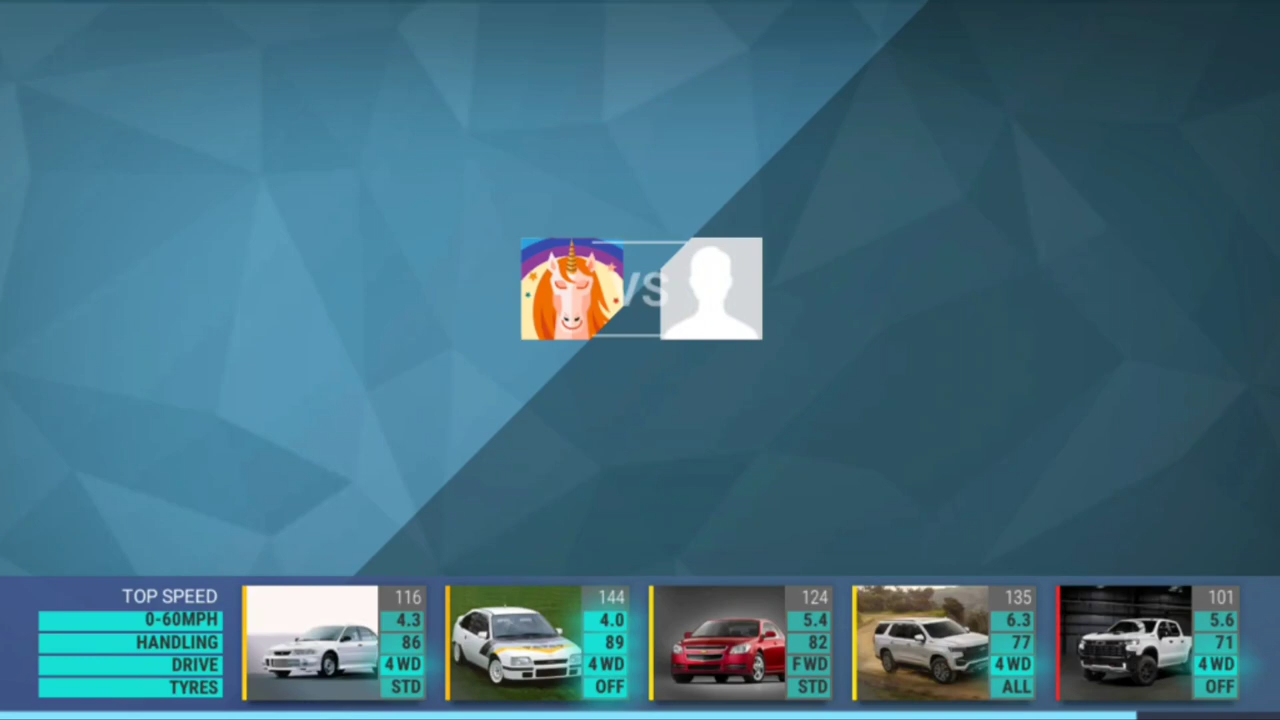 VS
TOP SPEED
0-60MPH
HANDLING
DRIVE
TYRES
116
4.3
86
4WD
STD
144
4.0
89
4WD
OFF
124
5.4
82
FWD
STD
135
6.3
77
4WD
ALL
101
5.6
71
4WD
OFF